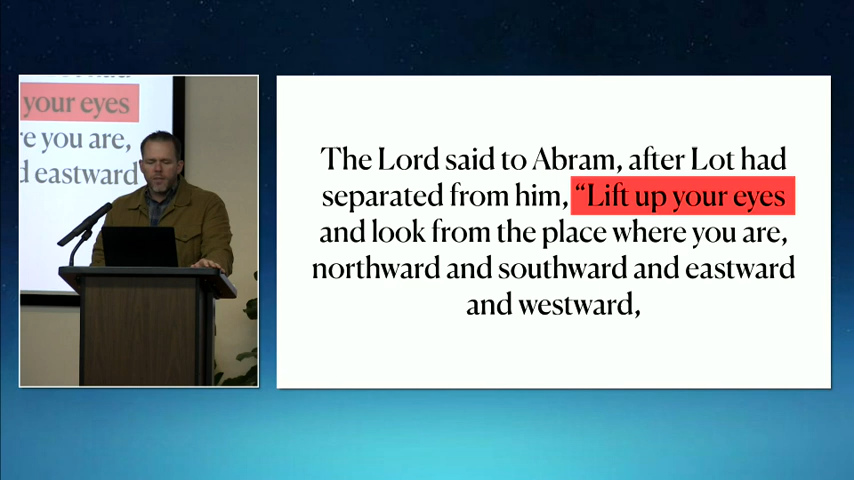 your eyes
re you are,
d eastward
The Lord said to Abram, after Lot had
separated from him, “Lift up your eyes
and look from the place where you are,
northward and southward and eastward
and westward,